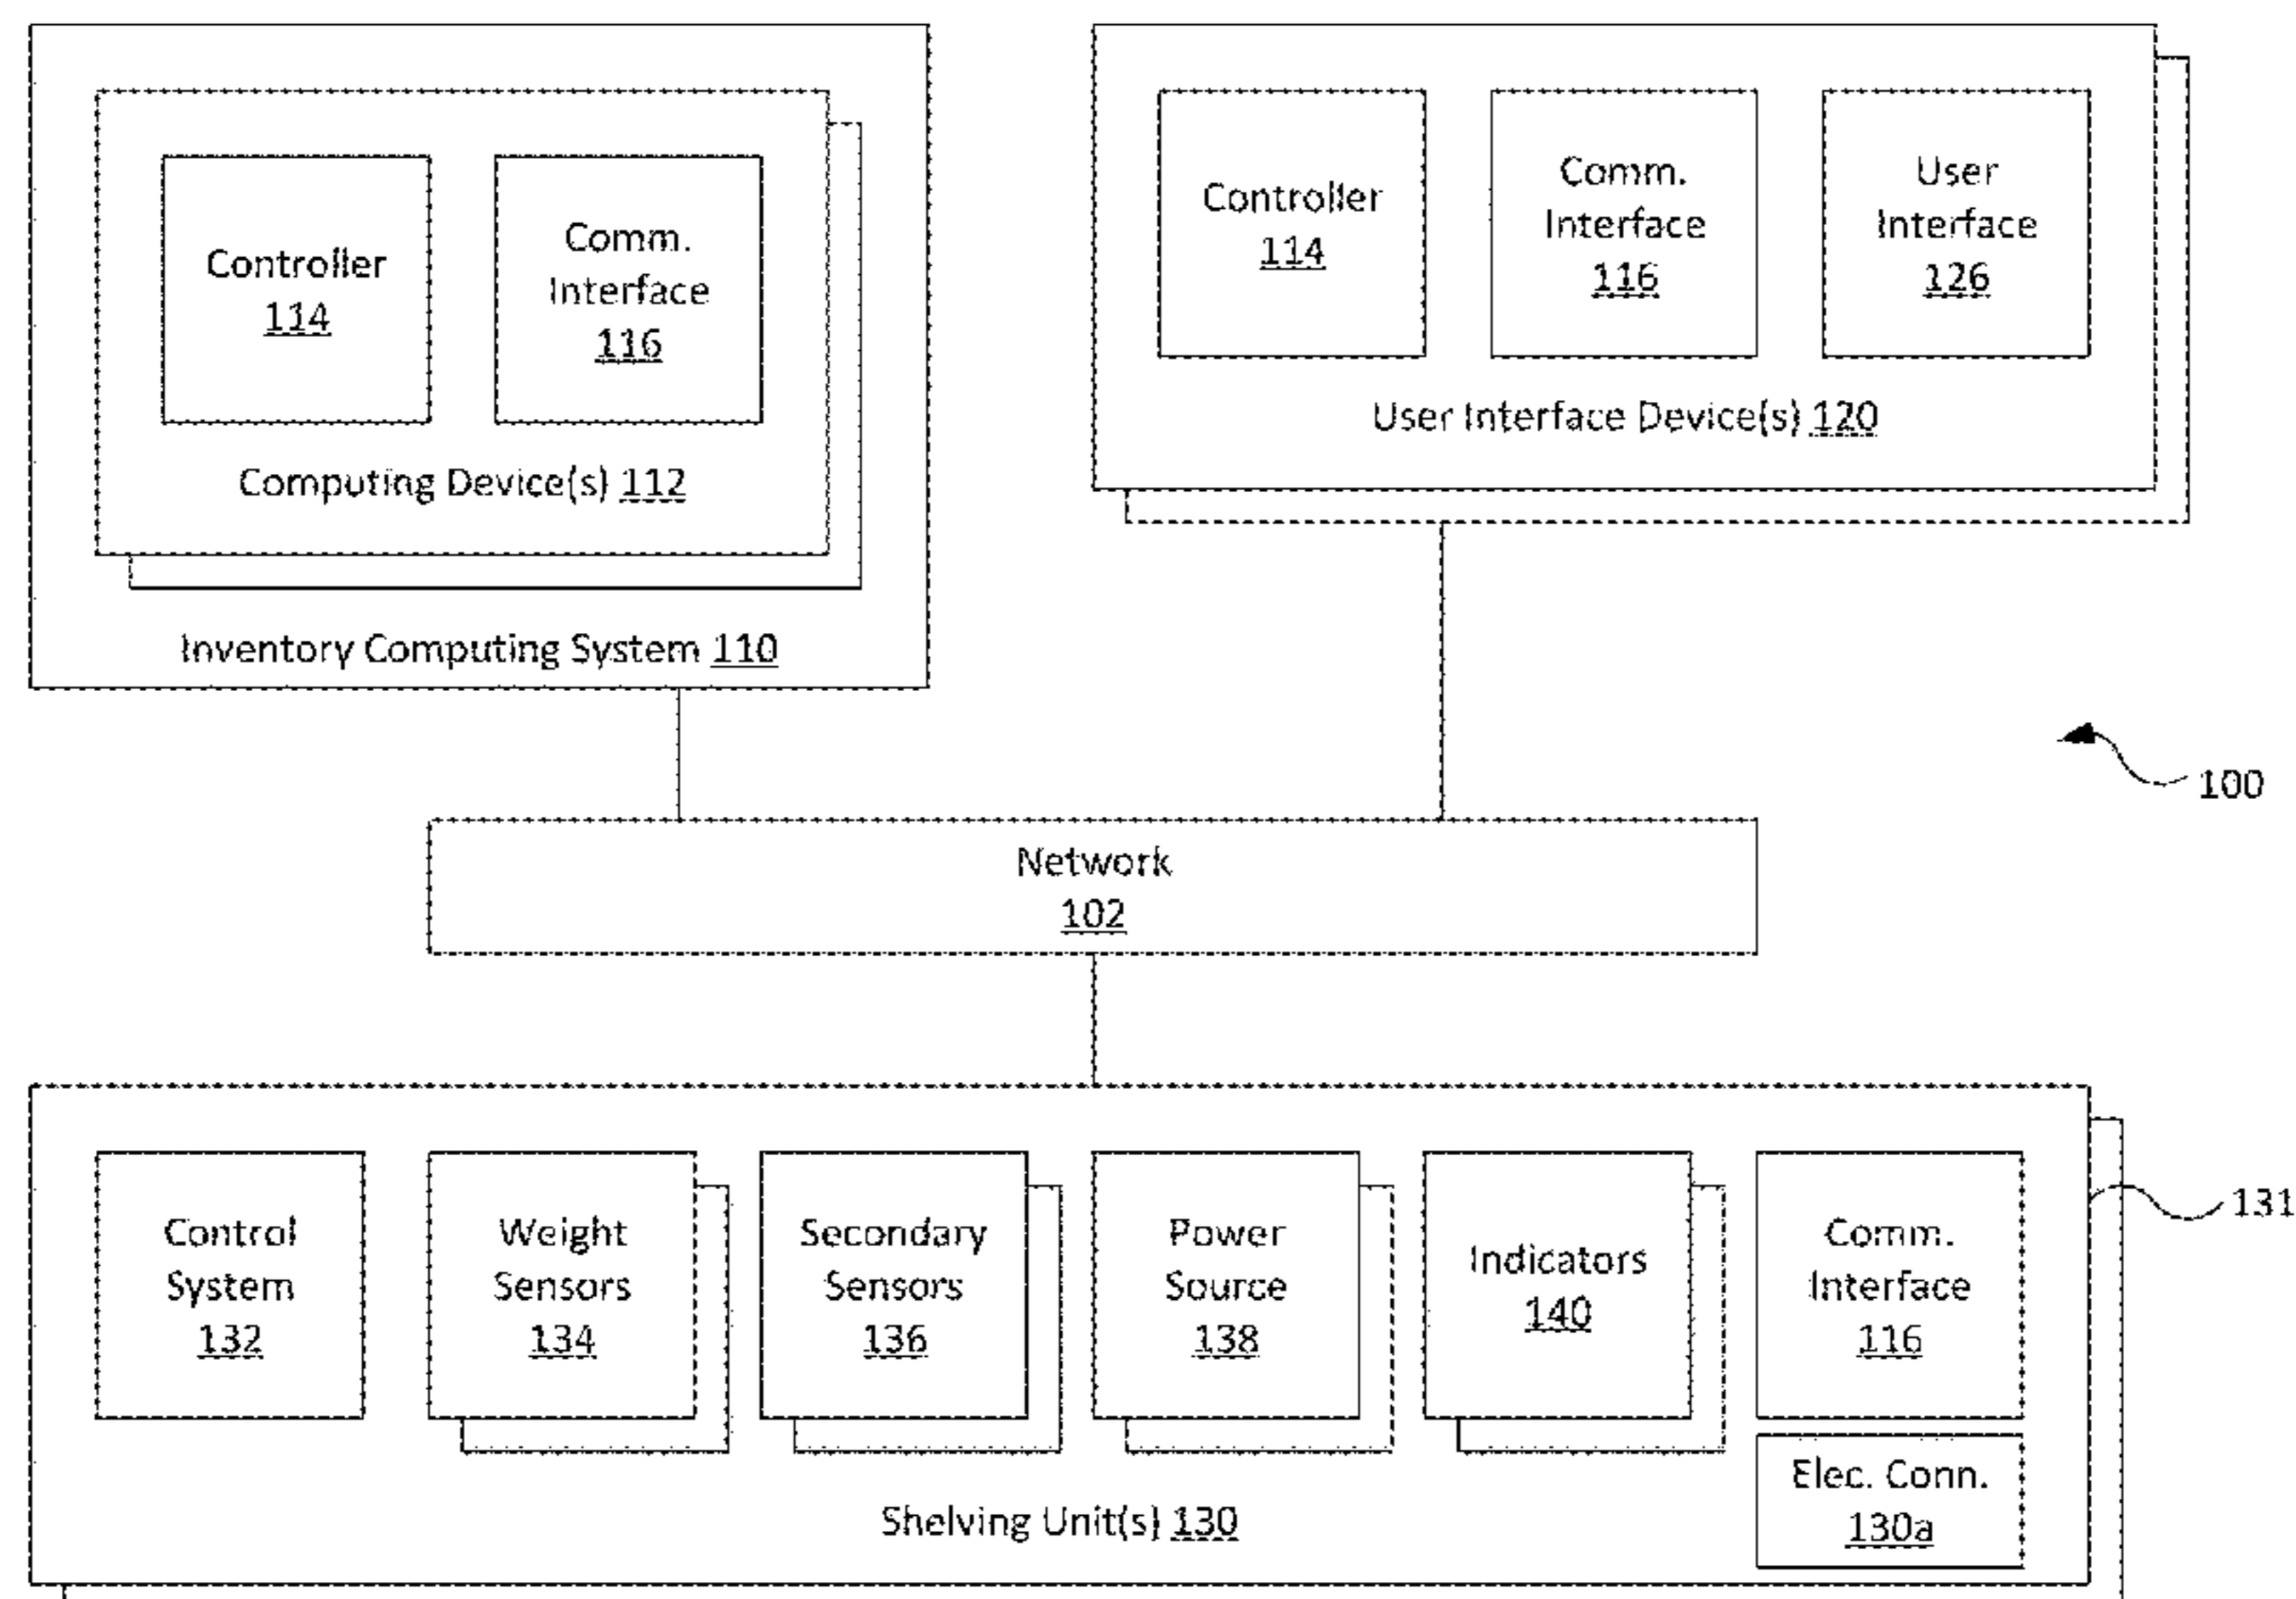 Controller
114
Comm.
Interface
116
Computing Device(s) 112
Inventory Computing System 110
Controller
114
Comm.
Interface
116
User
Interface
126
User Interface Device(s) 120
100
Network
102
Control
System
132
Weight
Sensors
134
Secondary
Sensors
136
Power
Source
138
Indicators
140
Comm.
Interface
116
131
Elec. Conn.
130a
Shelving Unit(s) 130